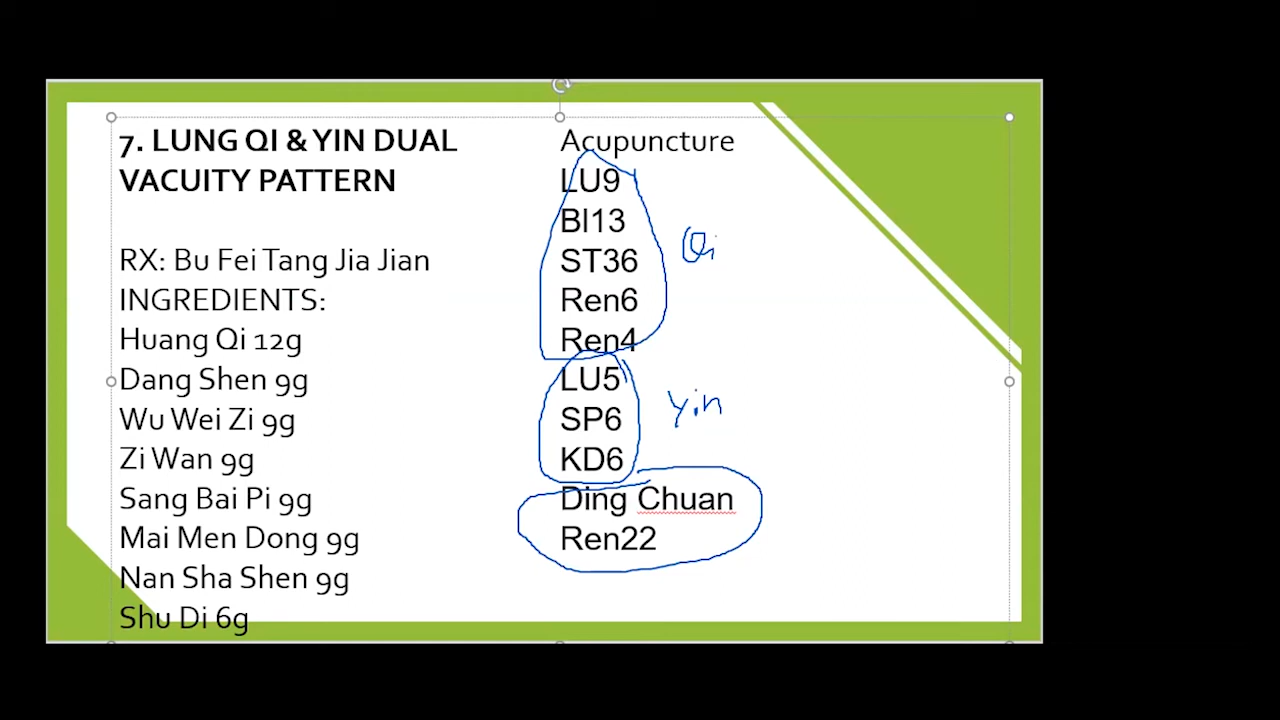 7. LUNG QI & YIN DUAL
VACUITY PATTERN
RX: Bu Fei Tang Jia Jian
INGREDIENTS:
Huang Qi 12g
Dang Shen 9g
Wu Wei Zi 9g
Zi Wan 9g
Sang Bai Pi 9g
Mai Men Dong 9g
Nan Sha Shen 9g
Shu Di 6g
Acupuncture
LU9
Bl13
ST36
Ren6
Ren4
LU5
SP6
KD6
Ding Chuan
Ren22
Qi
Yin